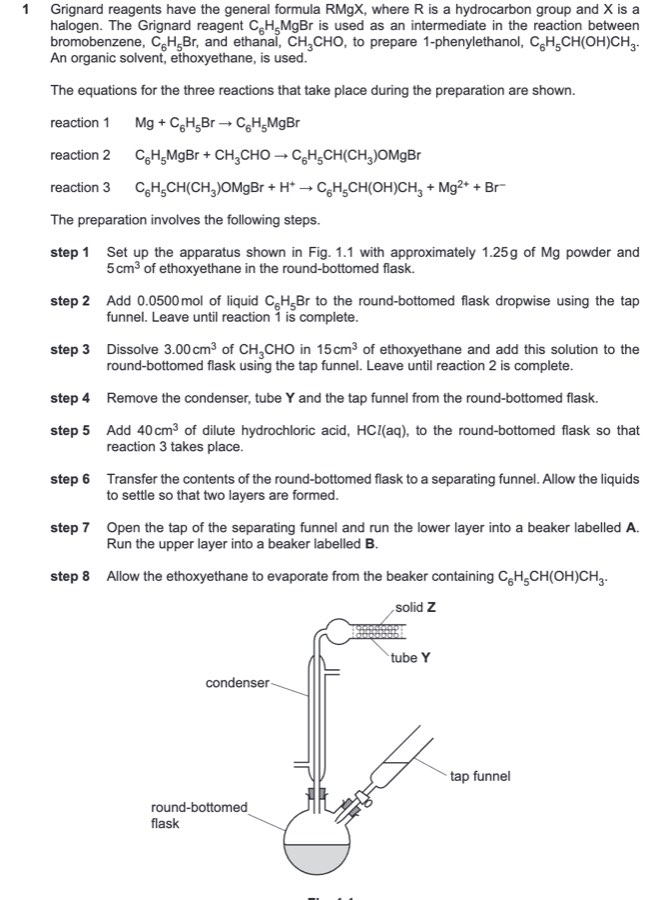 1 Grignard reagents have the general formula RMgX, where R is a hydrocarbon group and X is a
halogen. The Grignard reagent C₆H₅MgBr is used as an intermediate in the reaction between
bromobenzene, C₆H₅Br, and ethanal, CH₃CHO, to prepare 1-phenylethanol, C₆H₅CH(OH)CH₃.
An organic solvent, ethoxyethane, is used.
The equations for the three reactions that take place during the preparation are shown.
reaction 1 Mg + C₆H₅Br → C₆H₅MgBr
reaction 2 C₆H₅MgBr + CH₃CHO → C₆H₅CH(CH₃)OMgBr
reaction 3 C₆H₅CH(CH₃)OMgBr + H⁺ → C₆H₅CH(OH)CH₃ + Mg²⁺ + Br⁻
The preparation involves the following steps.
step 1 Set up the apparatus shown in Fig. 1.1 with approximately 1.25 g of Mg powder and
5 cm³ of ethoxyethane in the round-bottomed flask.
step 2 Add 0.0500 mol of liquid C₆H₅Br to the round-bottomed flask dropwise using the tap
funnel. Leave until reaction 1 is complete.
step 3 Dissolve 3.00 cm³ of CH₃CHO in 15 cm³ of ethoxyethane and add this solution to the
round-bottomed flask using the tap funnel. Leave until reaction 2 is complete.
step 4 Remove the condenser, tube Y and the tap funnel from the round-bottomed flask.
step 5 Add 40 cm³ of dilute hydrochloric acid, HCl(aq), to the round-bottomed flask so that
reaction 3 takes place.
step 6 Transfer the contents of the round-bottomed flask to a separating funnel. Allow the liquids
to settle so that two layers are formed.
step 7 Open the tap of the separating funnel and run the lower layer into a beaker labelled A.
Run the upper layer into a beaker labelled B.
step 8 Allow the ethoxyethane to evaporate from the beaker containing C₆H₅CH(OH)CH₃.
solid Z
tube Y
condenser
tap funnel
round-bottomed
flask